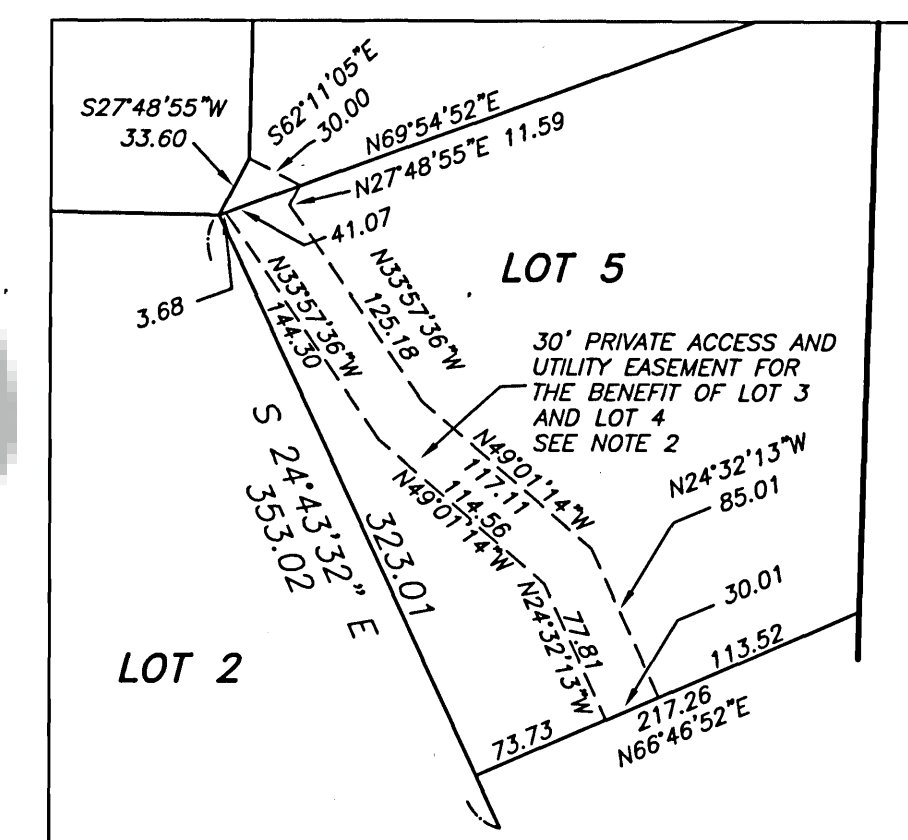 S62°11'05"E
30.00
S27°48'55"W
33.60
N69°54'52"E
N27°48'55"E 11.59
41.07
3.68
N33°57'36"W
144.30
N33°57'36"W
125.18
LOT 5
30' PRIVATE ACCESS AND
UTILITY EASEMENT FOR
THE BENEFIT OF LOT 3
AND LOT 4
SEE NOTE 2
N49°01'14"W
117.11
114.56
N49°01'14"W
N24°32'13"W
85.01
S 24°43'32" E
353.02
323.01
77.81
N24°32'13"W
30.01
113.52
LOT 2
73.73
217.26
N66°46'52"E